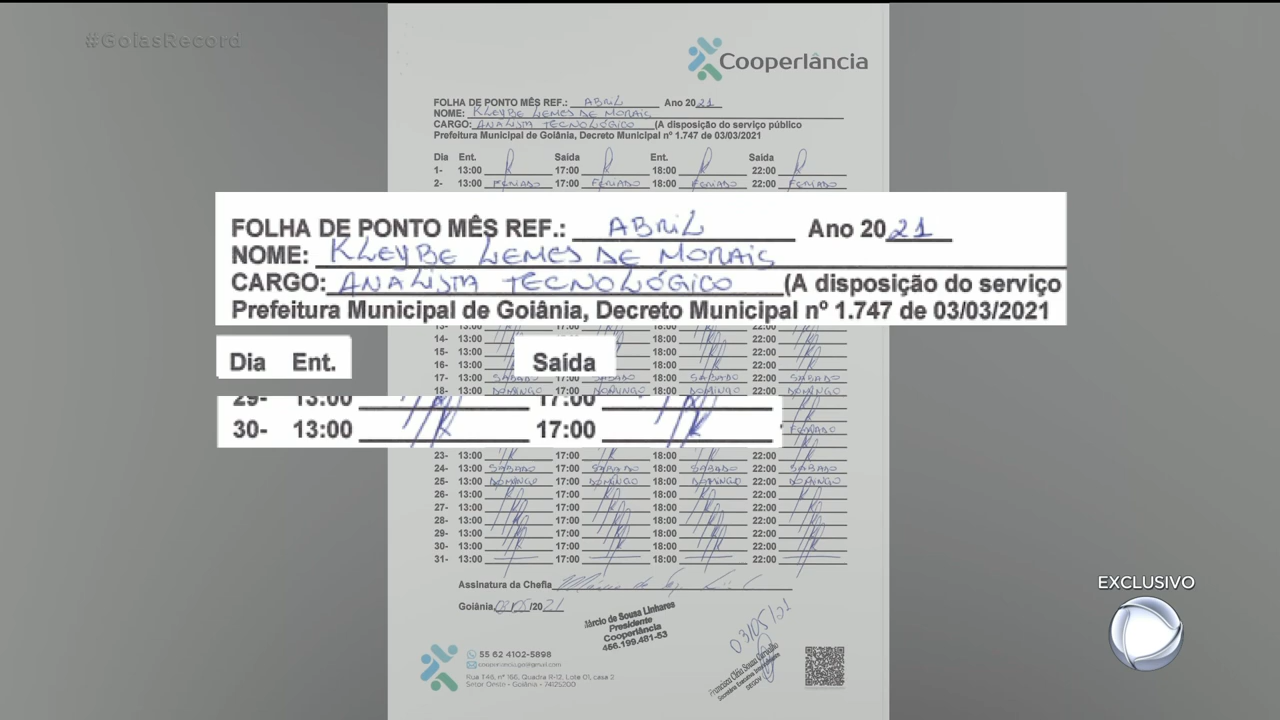 #GoiasRecord
Cooperlância
FOLHA DE PONTO MÊS REF.: ABRIL Ano 2021
NOME: KLEYBE LEMES DE MORAIS
CARGO: ANALISTA TECNOLÓGICO (A disposição do serviço público
Prefeitura Municipal de Goiânia, Decreto Municipal nº 1.747 de 03/03/2021
Dia Ent. Saída Ent. Saída
1- 13:00 17:00 18:00 22:00
2- 13:00 FERIADO 17:00 FERIADO 18:00 FERIADO 22:00 FERIADO
FOLHA DE PONTO MÊS REF.: ABRIL Ano 2021
NOME: KLEYBE LEMES DE MORAIS
CARGO: ANALISTA TECNOLÓGICO (A disposição do serviço
Prefeitura Municipal de Goiânia, Decreto Municipal nº 1.747 de 03/03/2021
13- 13:00 17:00 18:00 22:00
14- 13:00 17:00 18:00 22:00
15- 13:00 18:00 22:00
16- 13:00 18:00 22:00
Dia Ent. Saída
17- 13:00 SÁBADO 17:00 SÁBADO 18:00 SÁBADO 22:00 SÁBADO
18- 13:00 DOMINGO 17:00 DOMINGO 18:00 DOMINGO 22:00 DOMINGO
29- 13:00 17:00
30- 13:00 17:00
FERIADO
23- 13:00 17:00 18:00 22:00
24- 13:00 SÁBADO 17:00 SÁBADO 18:00 SÁBADO 22:00 SÁBADO
25- 13:00 DOMINGO 17:00 DOMINGO 18:00 DOMINGO 22:00 DOMINGO
26- 13:00 17:00 18:00 22:00
27- 13:00 17:00 18:00 22:00
28- 13:00 17:00 18:00 22:00
29- 13:00 17:00 18:00 22:00
30- 13:00 17:00 18:00 22:00
31- 13:00 17:00 18:00 22:00
Assinatura da Chefia
Goiânia, 03/05/2021
Márcio de Sousa Linhares
Presidente
Cooperlância
466.199.481-53
03/05/21
EXCLUSIVO
55 62 4102-5898
cooperlancia.go@gmail.com
Rua T48, nº 166, Quadra R-12, Lote 01, casa 2
Setor Oeste - Goiânia - 74125200